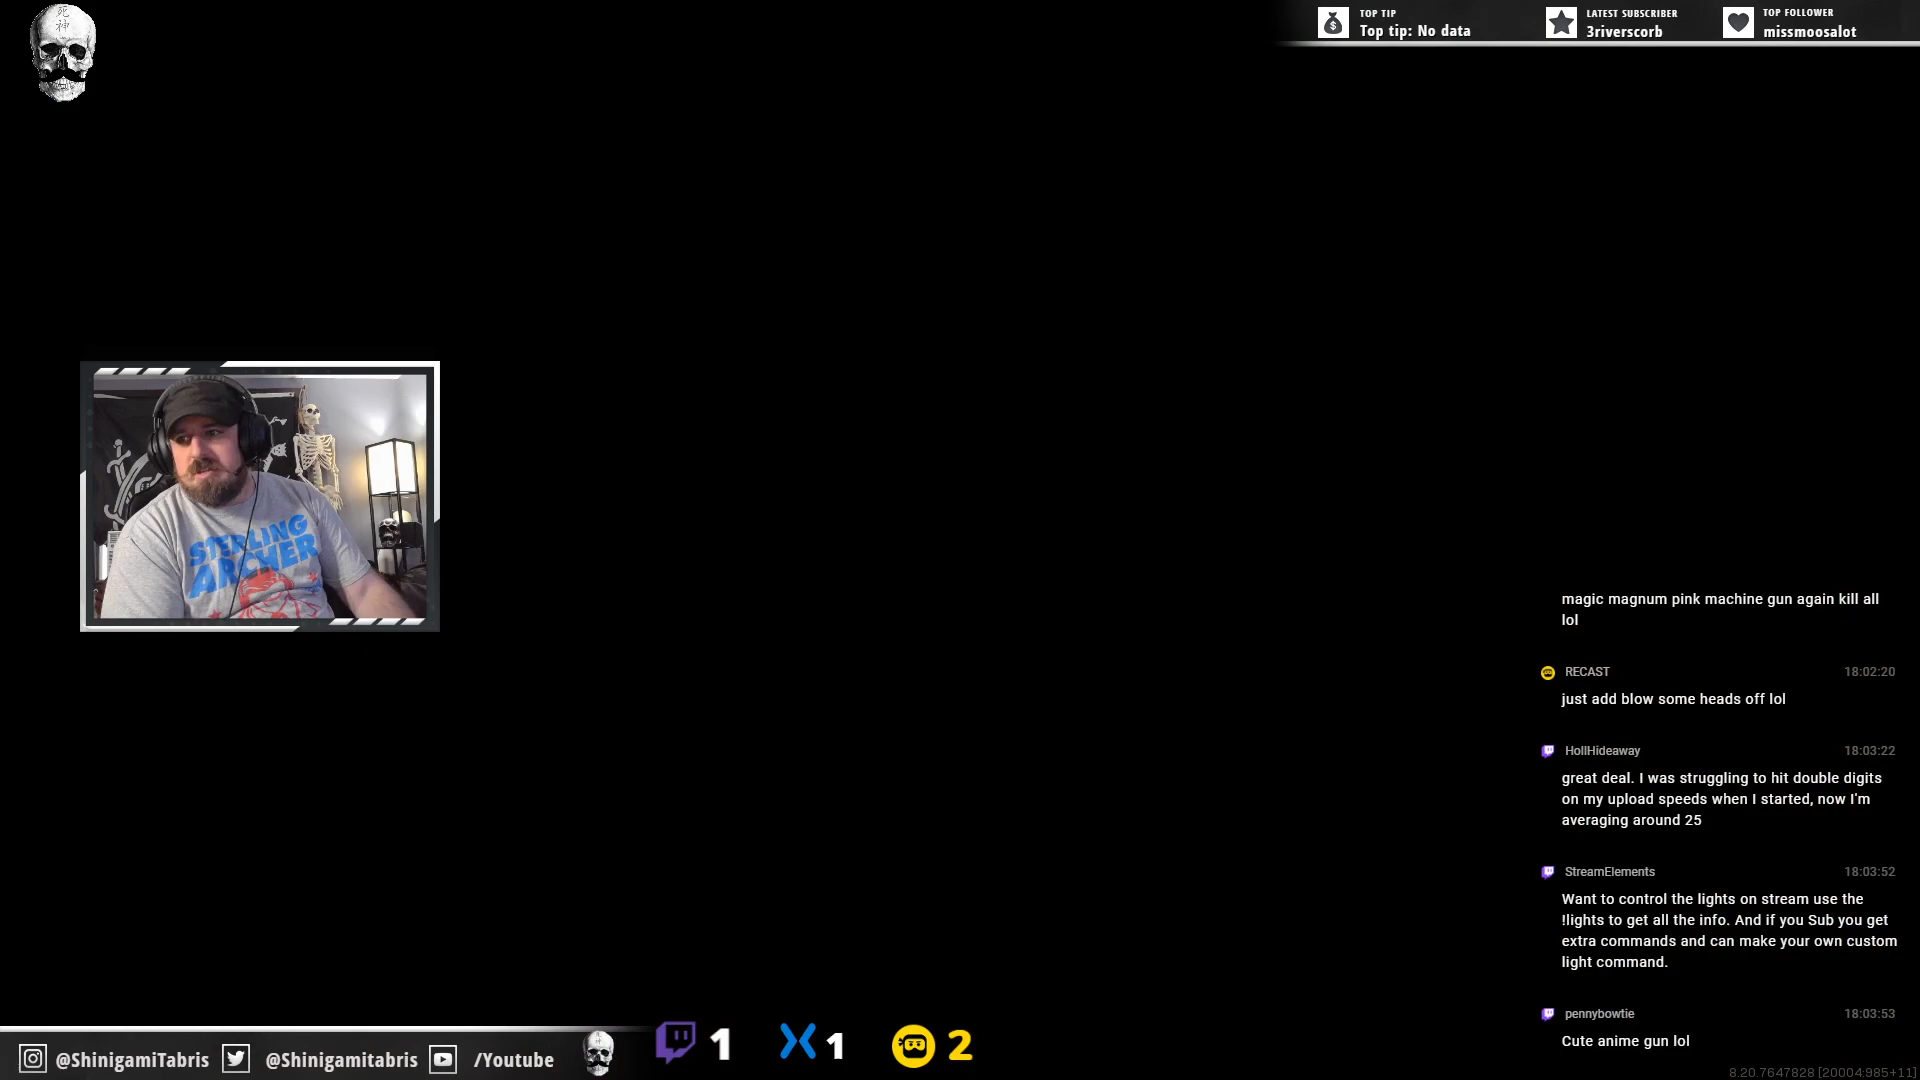 死
神
TOP TIP
Top tip: No data
LATEST SUBSCRIBER
3riverscorb
TOP FOLLOWER
missmoosalot
STERLING
ARCHER
magic magnum pink machine gun again kill all
lol
RECAST 18:02:20
just add blow some heads off lol
HollHideaway 18:03:22
great deal. I was struggling to hit double digits
on my upload speeds when I started, now I'm
averaging around 25
StreamElements 18:03:52
Want to control the lights on stream use the
!lights to get all the info. And if you Sub you get
extra commands and can make your own custom
light command.
pennybowtie 18:03:53
Cute anime gun lol
@ShinigamiTabris @Shinigamitabris /Youtube 1 1 2
8.20.7647828 [20004:985+11]